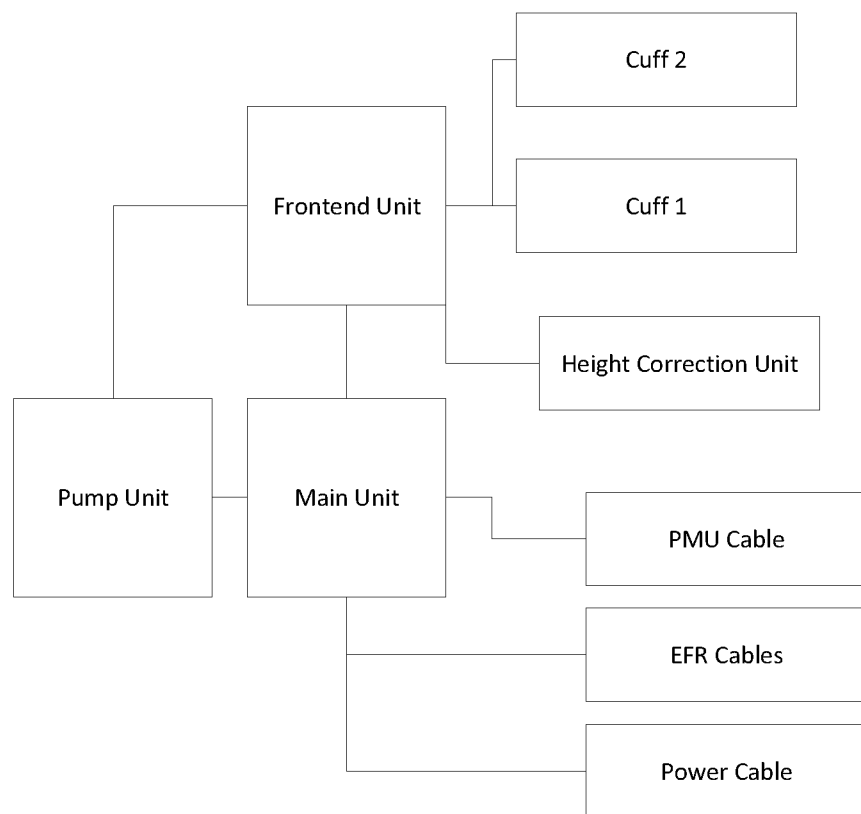 Cuff 2
Frontend Unit
Cuff 1
Height Correction Unit
Pump Unit
Main Unit
PMU Cable
EFR Cables
Power Cable